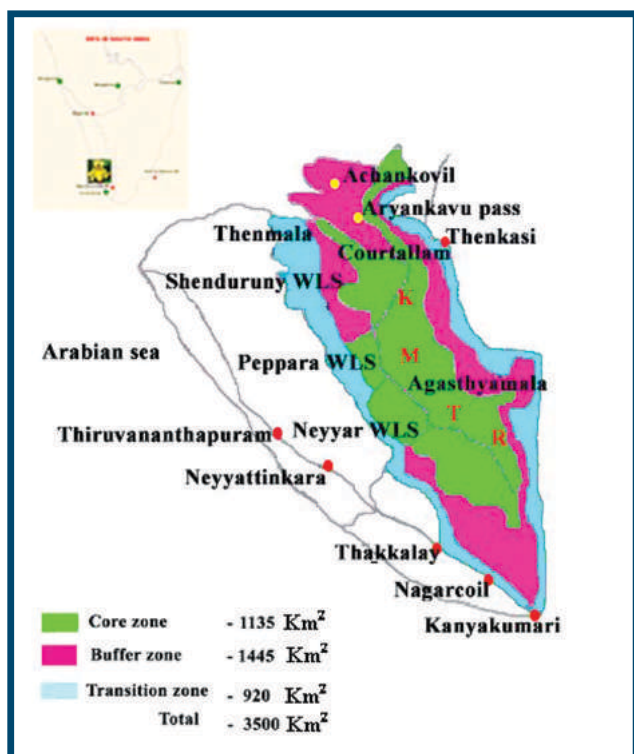 Achankovil
Aryankavu pass
Thenmala
Thenkasi
Courtallam
Shenduruny WLS
K
Arabian sea
M
Peppara WLS
Agasthyamala
T
Thiruvananthapuram
Neyyar WLS
R
Neyyattinkara
Thakkalay
Nagarcoil
Kanyakumari
Core zone - 1135 Km²
Buffer zone - 1445 Km²
Transition zone - 920 Km²
Total - 3500 Km²